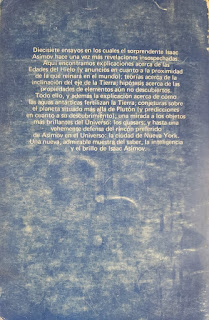 Diecisiete ensayos en los cuales el sorprendente Isaac
Asimov hace una vez más revelaciones insospechadas.
Aquí encontramos explicaciones acerca de las
Edades del Hielo (y anuncios en cuanto a la proximidad
de la que reinará en el mundo); teorías acerca de la
inclinación del eje de la Tierra; hipótesis acerca de las
propiedades de elementos aún no descubiertos.
Todo ello, y además la explicación acerca de cómo
las aguas antárticas fertilizan la Tierra; conjeturas sobre
el planeta situado más allá de Plutón (y predicciones
en cuanto a su descubrimiento); una mirada a los objetos
más brillantes del Universo: los quasars; y hasta una
vehemente defensa del rincón preferido
de Asimov en el Universo: la ciudad de Nueva York.
Una nueva, admirable muestra del saber, la inteligencia
y el brillo de Isaac Asimov.